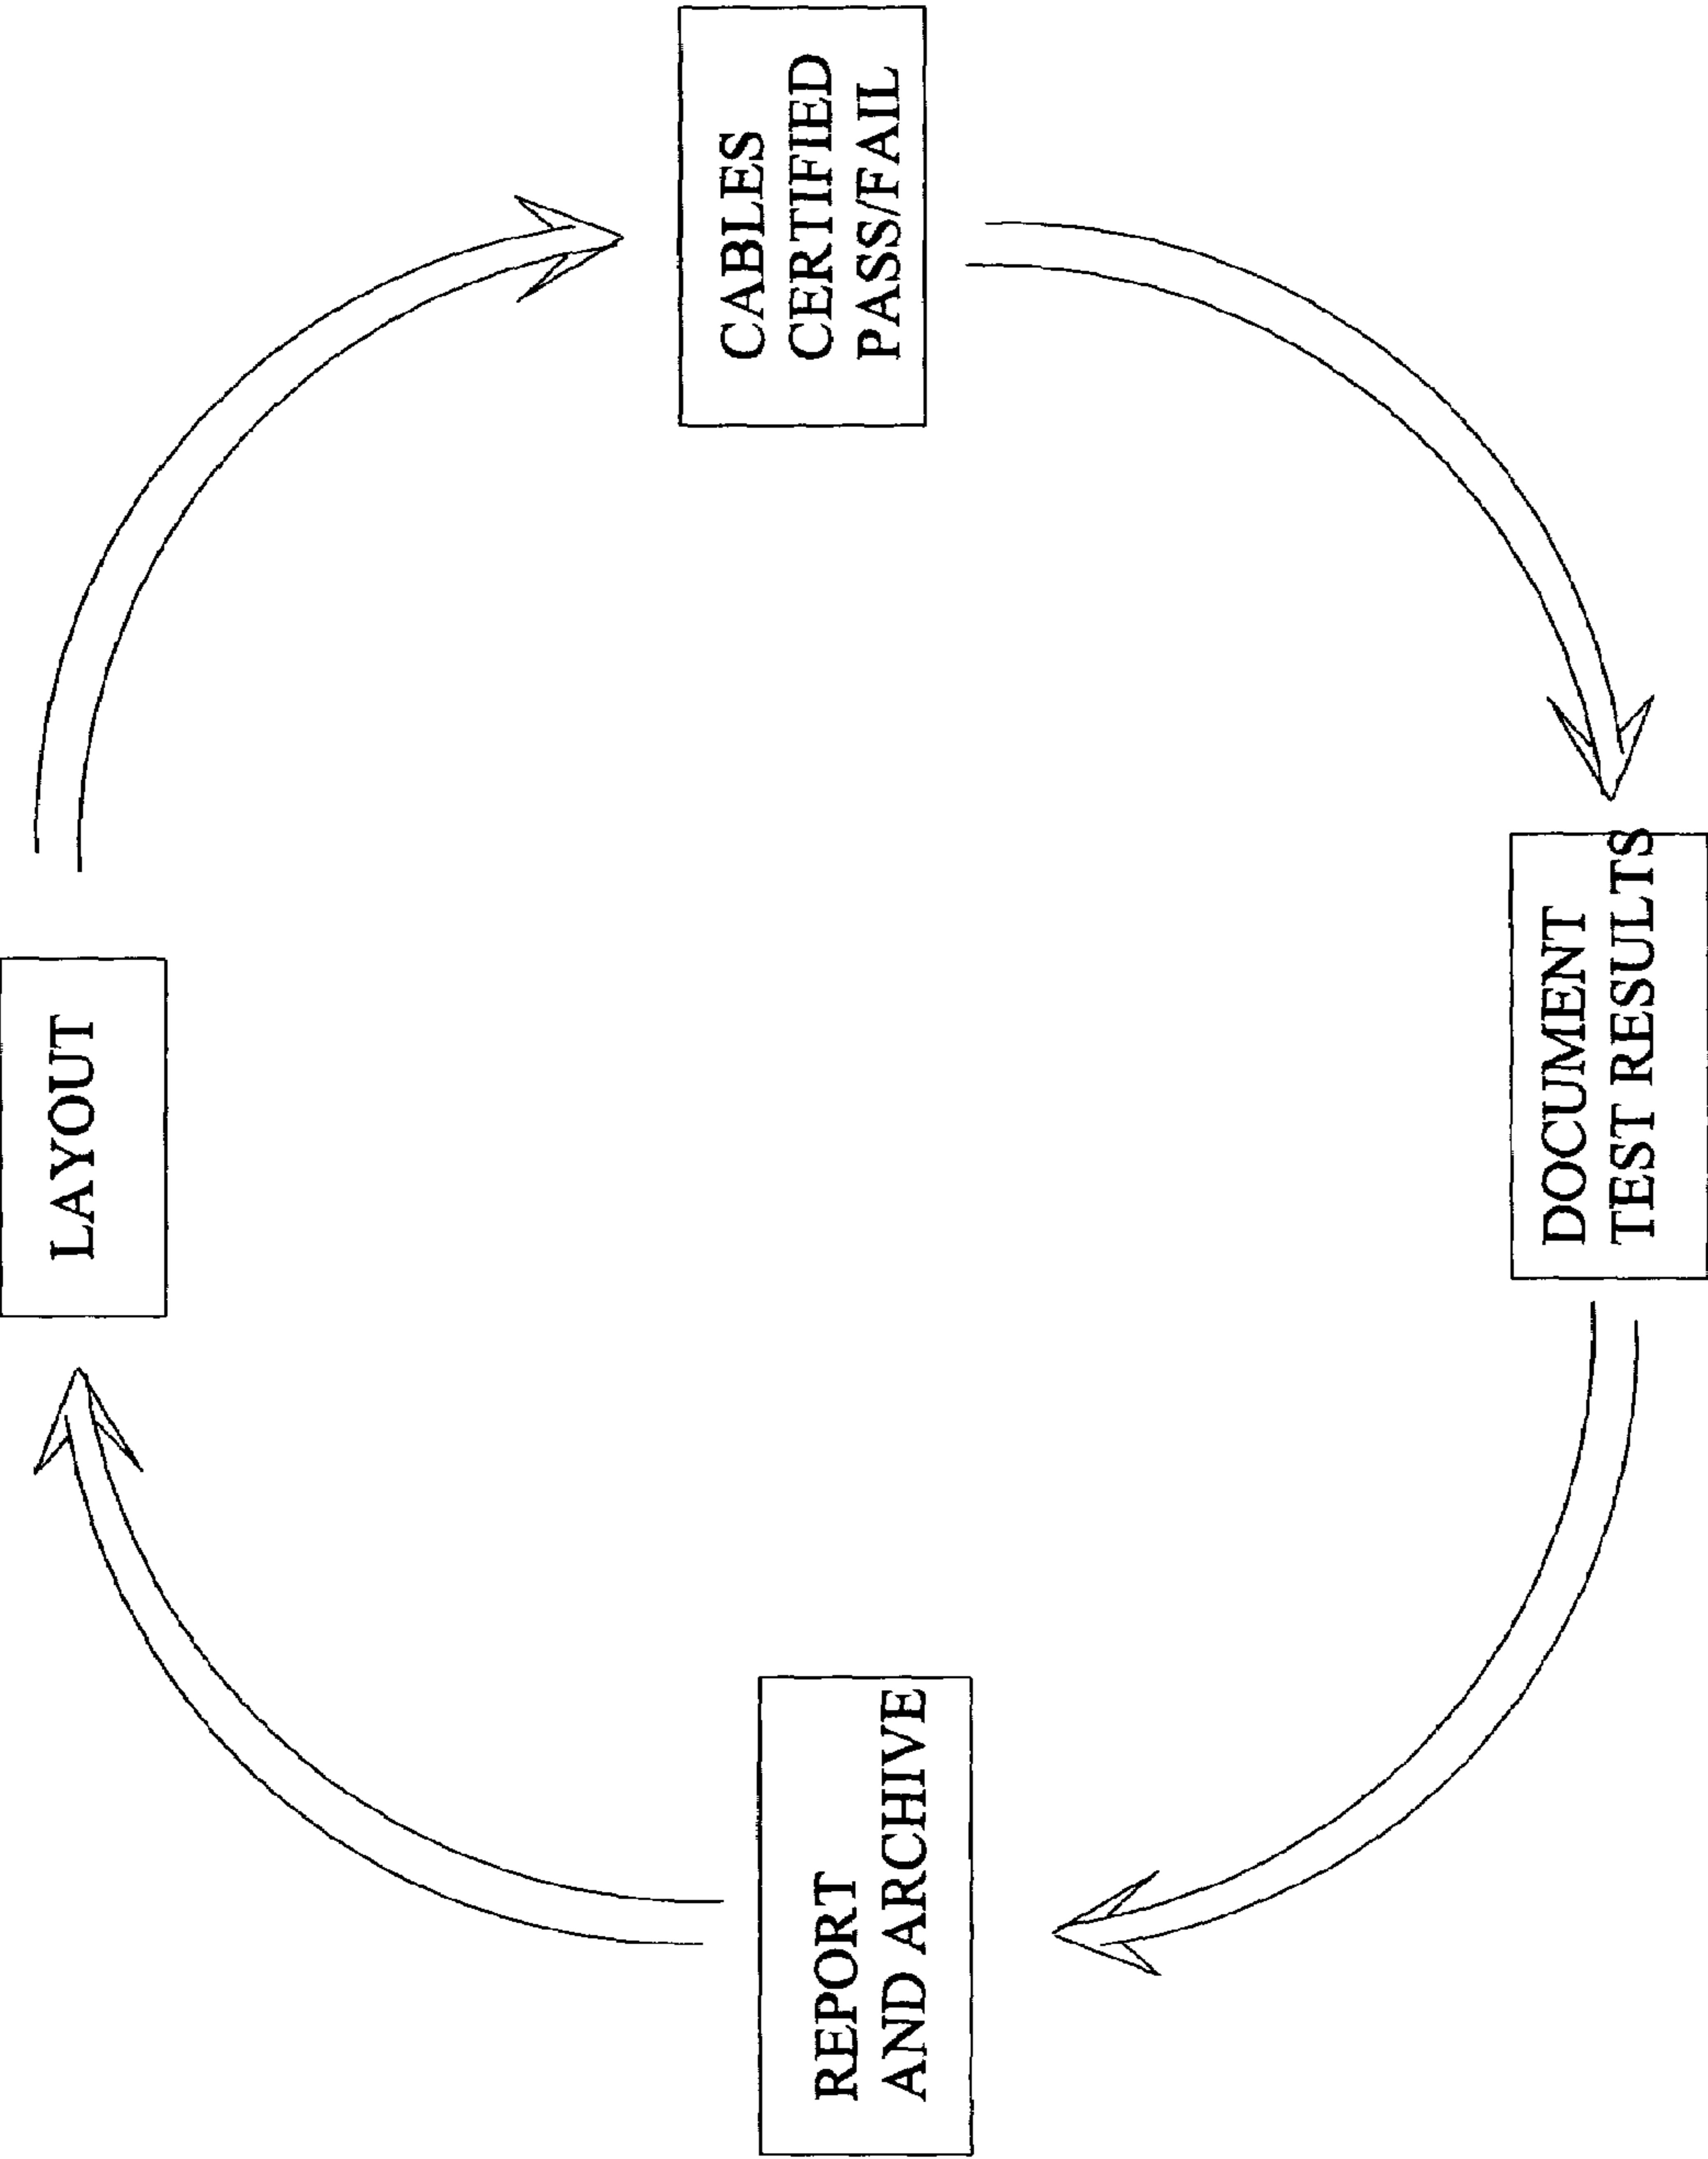 LAYOUT
CABLES
CERTIFIED
PASS/FAIL
DOCUMENT
TEST RESULTS
REPORT
AND ARCHIVE